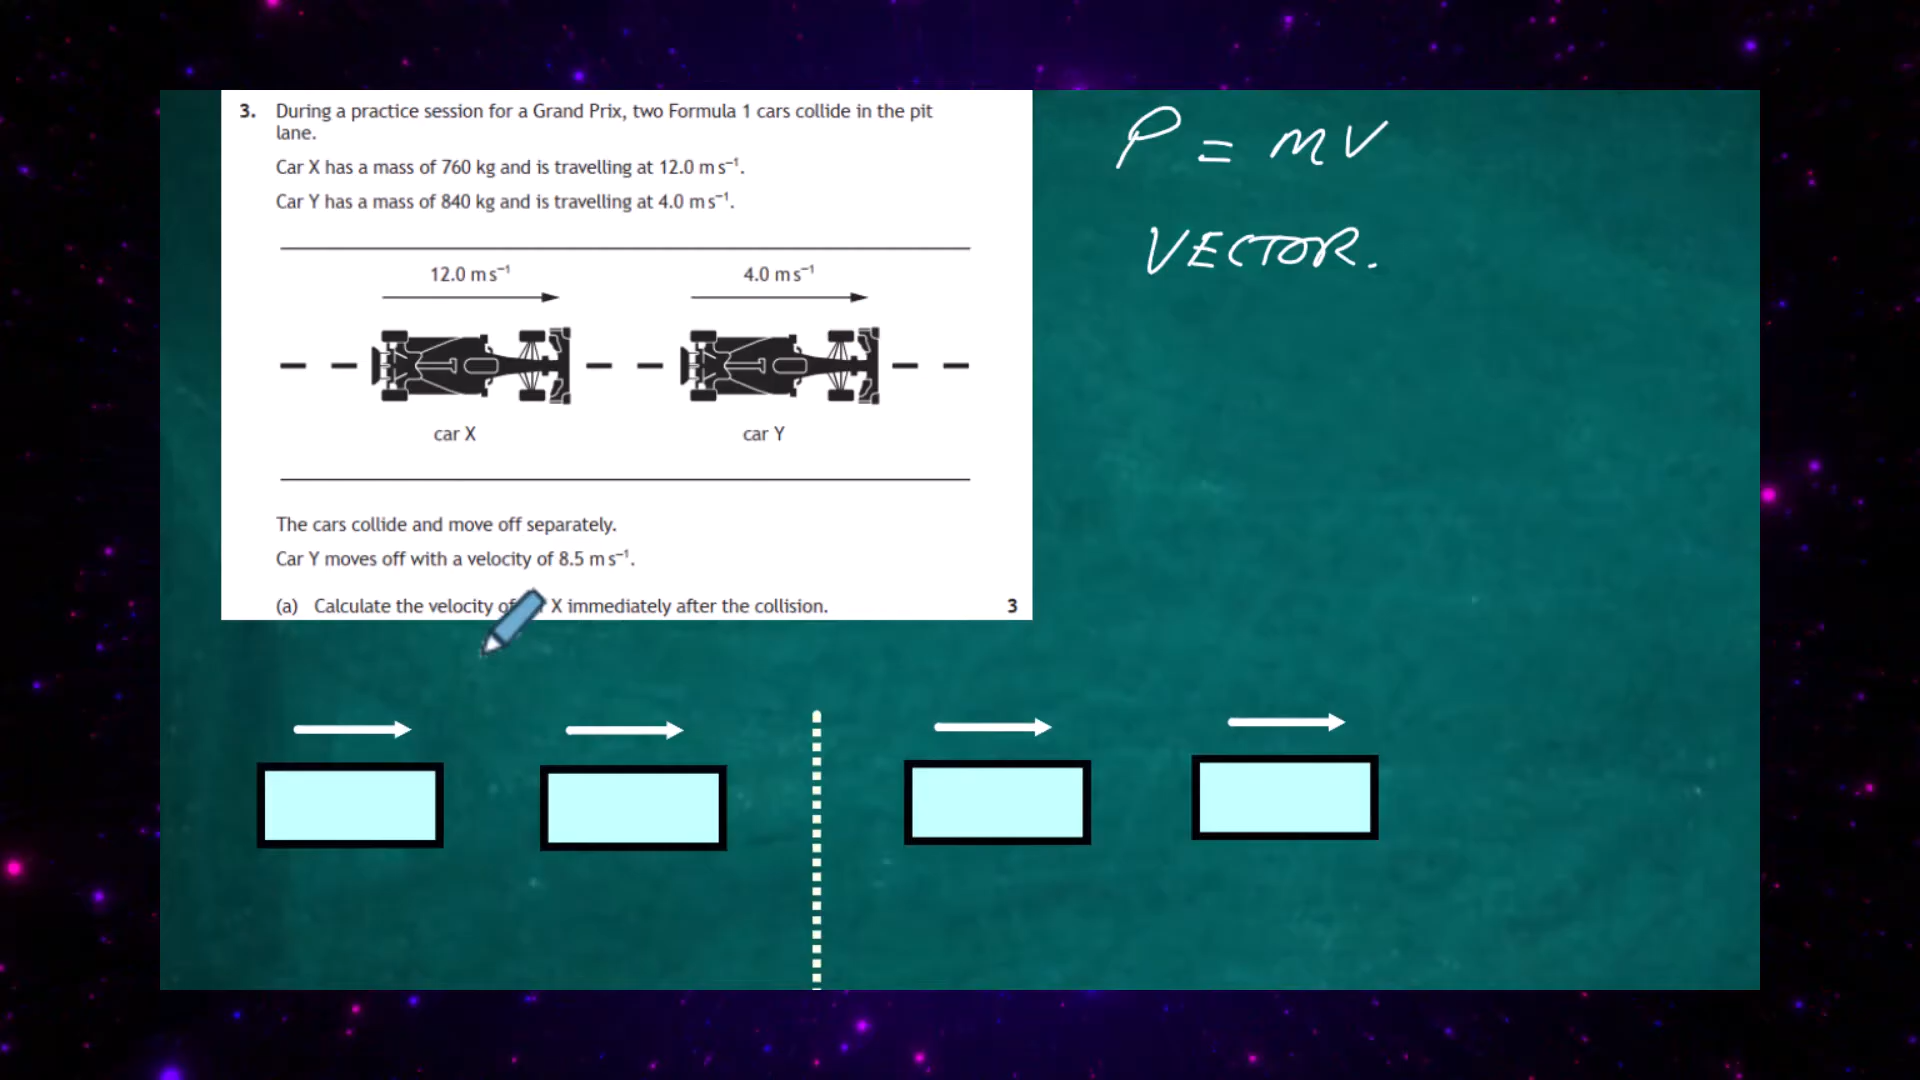 3. During a practice session for a Grand Prix, two Formula 1 cars collide in the pit
lane.
Car X has a mass of 760 kg and is travelling at 12.0 m s⁻¹.
Car Y has a mass of 840 kg and is travelling at 4.0 m s⁻¹.
12.0 m s⁻¹ 4.0 m s⁻¹
car X car Y
The cars collide and move off separately.
Car Y moves off with a velocity of 8.5 m s⁻¹.
(a) Calculate the velocity of X immediately after the collision. 3
P = mv
VECTOR.